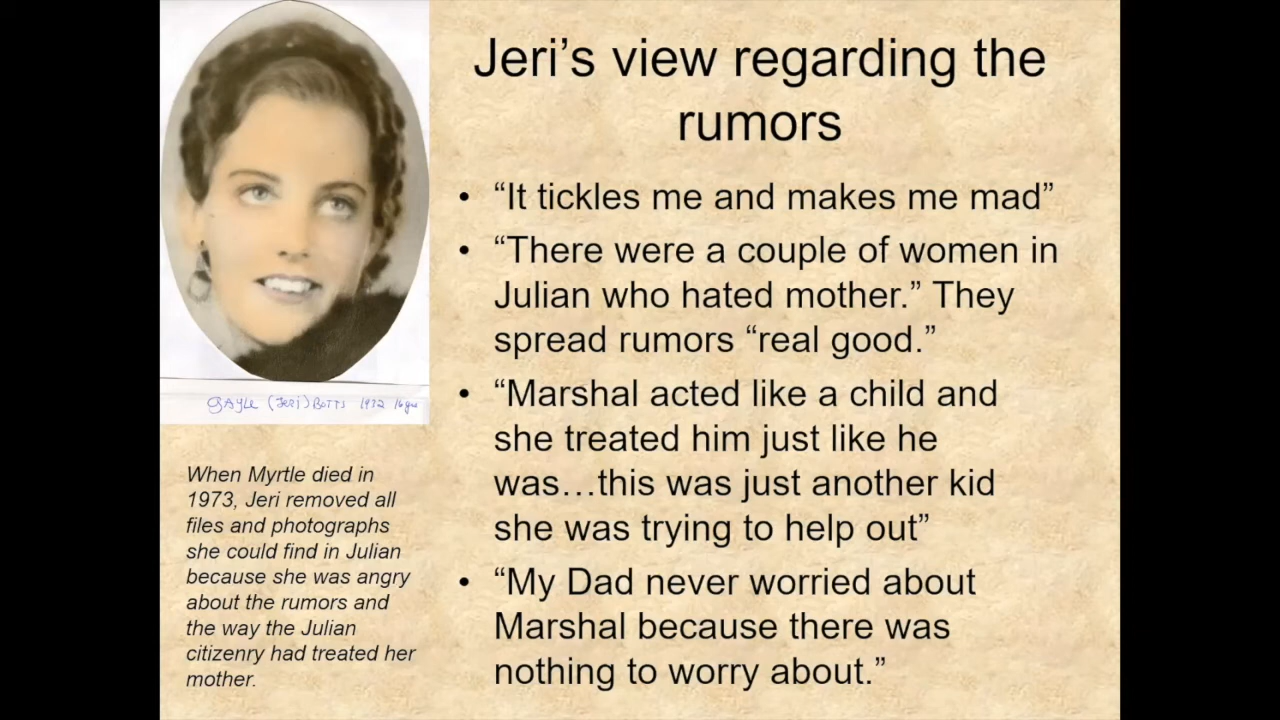 Jeri’s view regarding the
rumors
• “It tickles me and makes me mad”
• “There were a couple of women in
Julian who hated mother.” They
spread rumors “real good.”
• “Marshal acted like a child and
she treated him just like he
was…this was just another kid
she was trying to help out”
• “My Dad never worried about
Marshal because there was
nothing to worry about.”
GAYLE (Jeri) BOTTS
When Myrtle died in
1973, Jeri removed all
files and photographs
she could find in Julian
because she was angry
about the rumors and
the way the Julian
citizenry had treated her
mother.